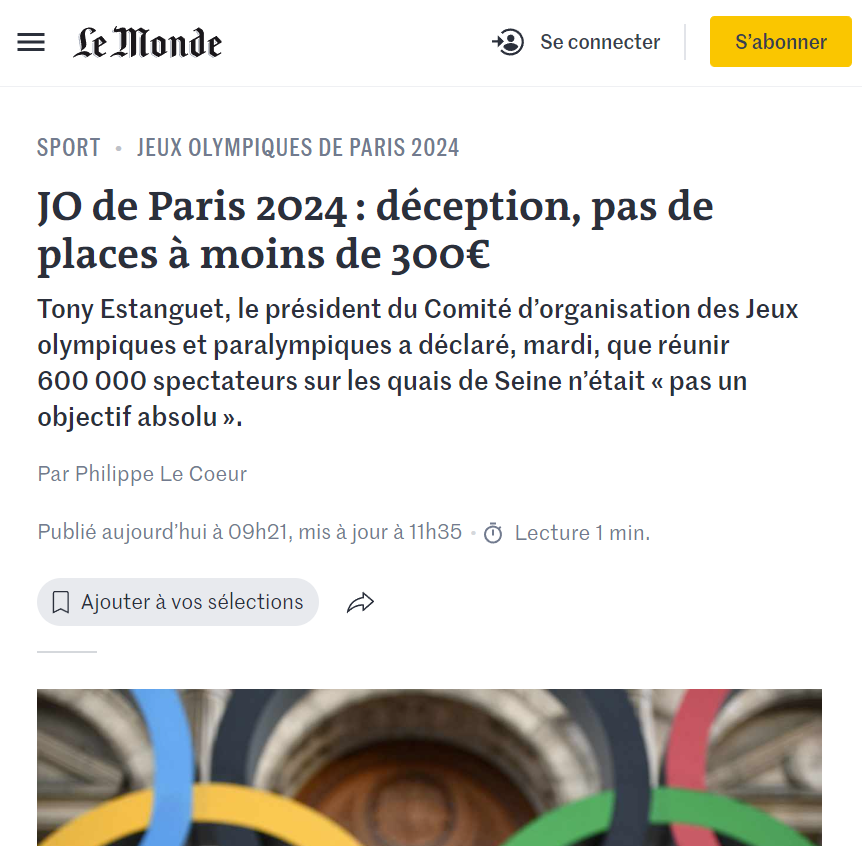 Le Monde
Se connecter
S’abonner
SPORT • JEUX OLYMPIQUES DE PARIS 2024
JO de Paris 2024 : déception, pas de
places à moins de 300€
Tony Estanguet, le président du Comité d’organisation des Jeux
olympiques et paralympiques a déclaré, mardi, que réunir
600 000 spectateurs sur les quais de Seine n’était « pas un
objectif absolu ».
Par Philippe Le Coeur
Publié aujourd’hui à 09h21, mis à jour à 11h35 • Lecture 1 min.
Ajouter à vos sélections